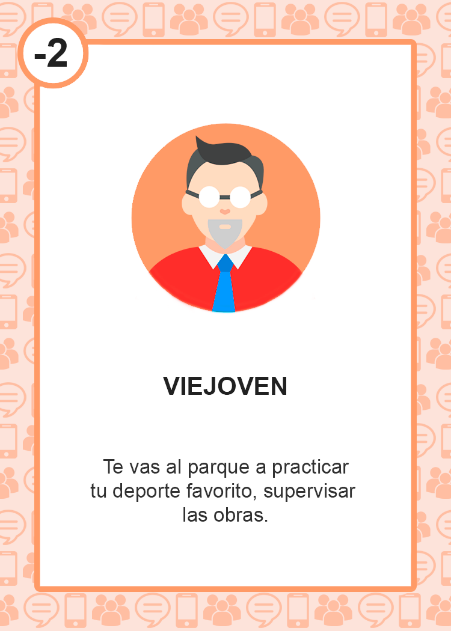 -2
VIEJOVEN
Te vas al parque a practicar
tu deporte favorito, supervisar
las obras.